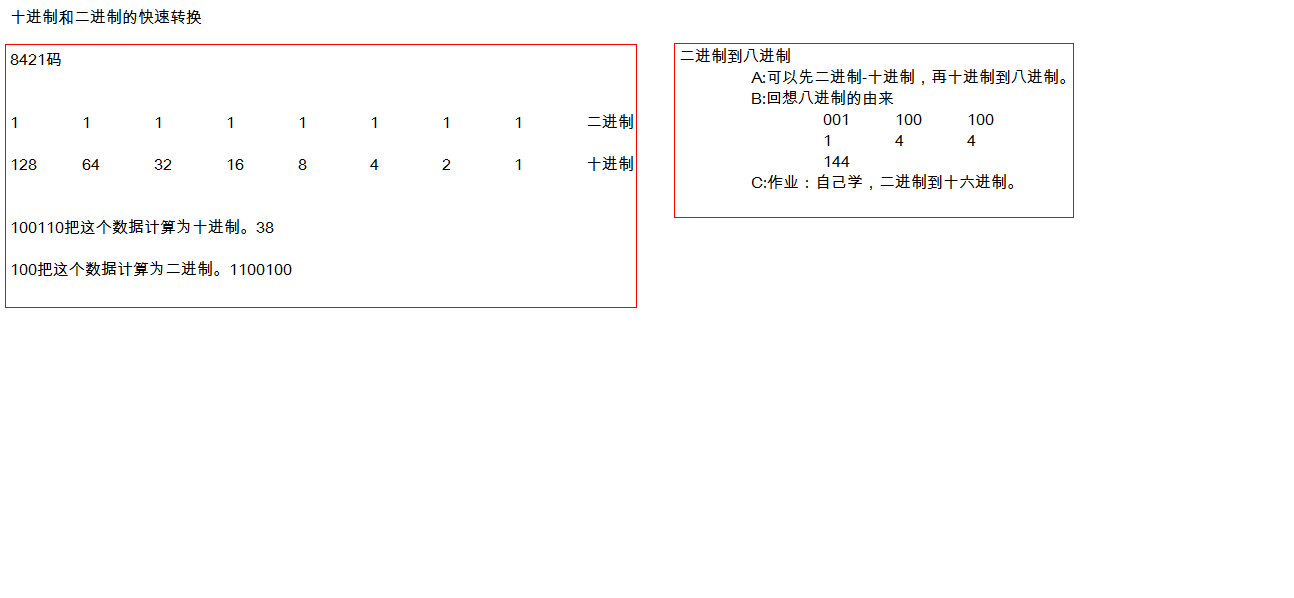 十进制和二进制的快速转换
8421码
1 1 1 1 1 1 1 1 二进制
128 64 32 16 8 4 2 1 十进制
100110把这个数据计算为十进制。38
100把这个数据计算为二进制。1100100
二进制到八进制
A:可以先二进制-十进制，再十进制到八进制。
B:回想八进制的由来
001 100 100
1 4 4
144
C:作业：自己学，二进制到十六进制。